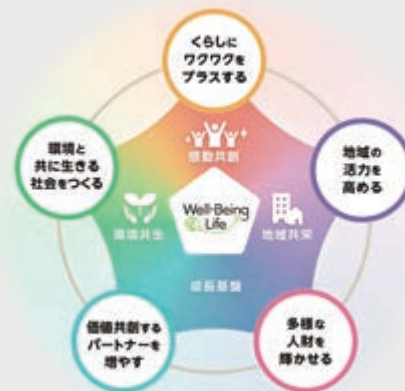 くらしに
ワクワクを
プラスする
環境と
共に生きる
社会をつくる
地域の
活力を
高める
感動共創
Well-Being
Life
環境共生
地域共栄
成長基盤
価値共創する
パートナーを
増やす
多様な
人財を
輝かせる